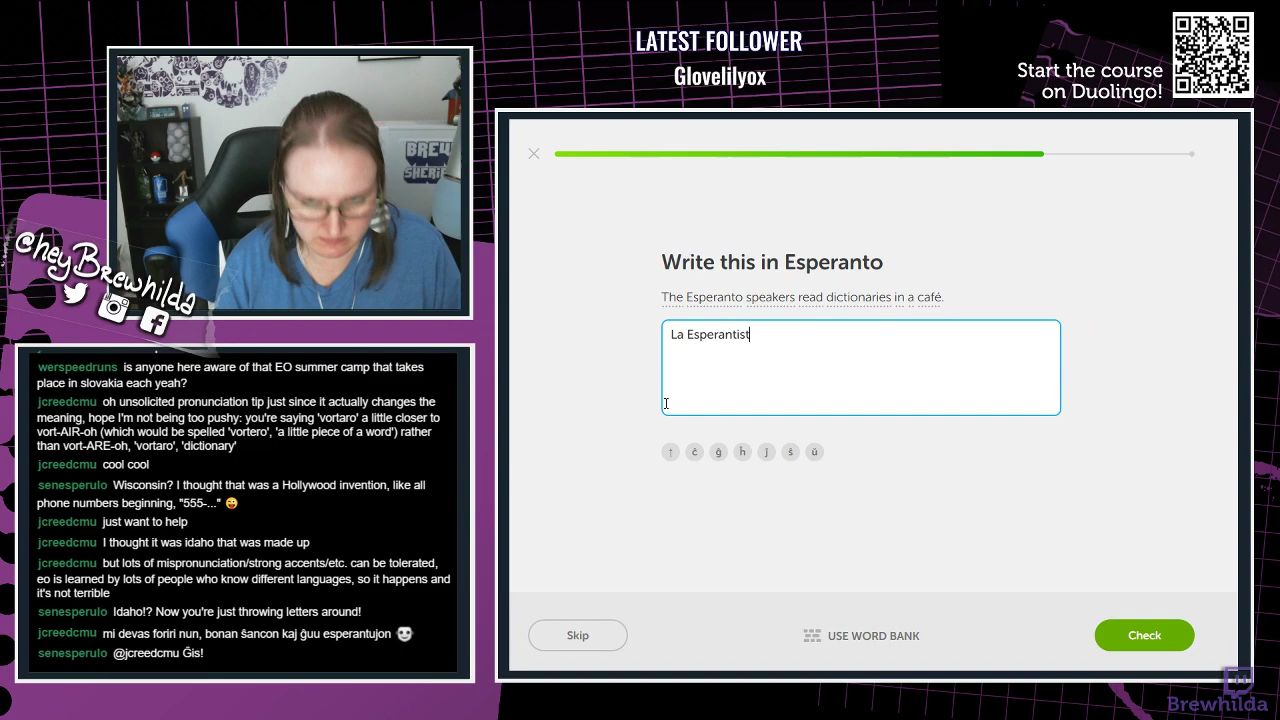 LATEST FOLLOWER
Glovelilyox
Start the course
on Duolingo!
BREW
SHERIF
@heyBrewhilda
Write this in Esperanto
The Esperanto speakers read dictionaries in a café.
La Esperantist
↑ ĉ ĝ ĥ ĵ ŝ ŭ
Skip
USE WORD BANK
Check
werspeedruns is anyone here aware of that EO summer camp that takes
place in slovakia each yeah?
jcreedcmu oh unsolicited pronunciation tip just since it actually changes the
meaning, hope I'm not being too pushy: you're saying 'vortaro' a little closer to
vort-AIR-oh (which would be spelled 'vortero', 'a little piece of a word') rather
than vort-ARE-oh, 'vortaro', 'dictionary'
jcreedcmu cool cool
senesperulo Wisconsin? I thought that was a Hollywood invention, like all
phone numbers beginning, "555-..." 😜
jcreedcmu just want to help
jcreedcmu I thought it was idaho that was made up
jcreedcmu but lots of mispronunciation/strong accents/etc. can be tolerated,
eo is learned by lots of people who know different languages, so it happens and
it's not terrible
senesperulo Idaho!? Now you're just throwing letters around!
jcreedcmu mi devas foriri nun, bonan ŝancon kaj ĝuu esperantujon
senesperulo @jcreedcmu Ĝis!
Brewhilda